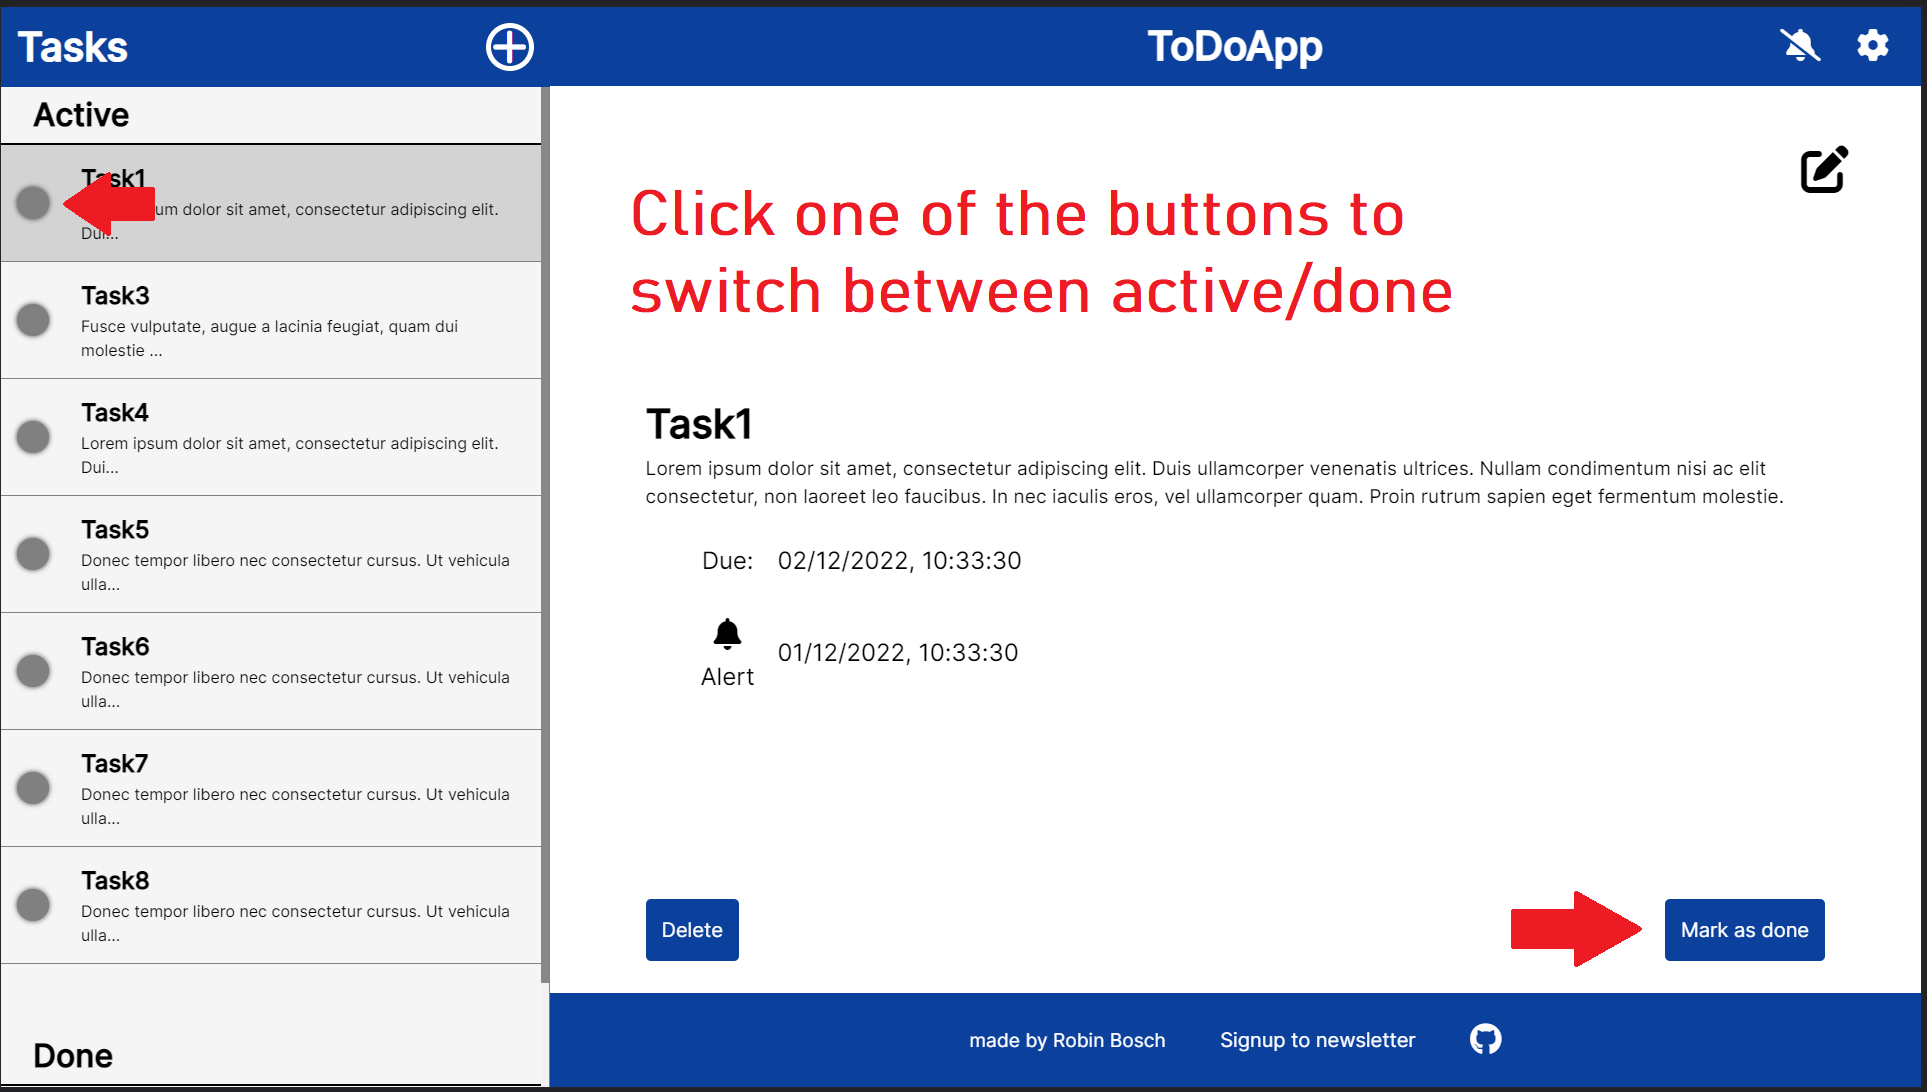 Tasks
ToDoApp
Active
Task1
um dolor sit amet, consectetur adipiscing elit.
Dui...
Task3
Fusce vulputate, augue a lacinia feugiat, quam dui
molestie ...
Task4
Lorem ipsum dolor sit amet, consectetur adipiscing elit.
Dui...
Task5
Donec tempor libero nec consectetur cursus. Ut vehicula
ulla...
Task6
Donec tempor libero nec consectetur cursus. Ut vehicula
ulla...
Task7
Donec tempor libero nec consectetur cursus. Ut vehicula
ulla...
Task8
Donec tempor libero nec consectetur cursus. Ut vehicula
ulla...
Done
Click one of the buttons to
switch between active/done
Task1
Lorem ipsum dolor sit amet, consectetur adipiscing elit. Duis ullamcorper venenatis ultrices. Nullam condimentum nisi ac elit
consectetur, non laoreet leo faucibus. In nec iaculis eros, vel ullamcorper quam. Proin rutrum sapien eget fermentum molestie.
Due: 02/12/2022, 10:33:30
Alert 01/12/2022, 10:33:30
Delete
Mark as done
made by Robin Bosch
Signup to newsletter